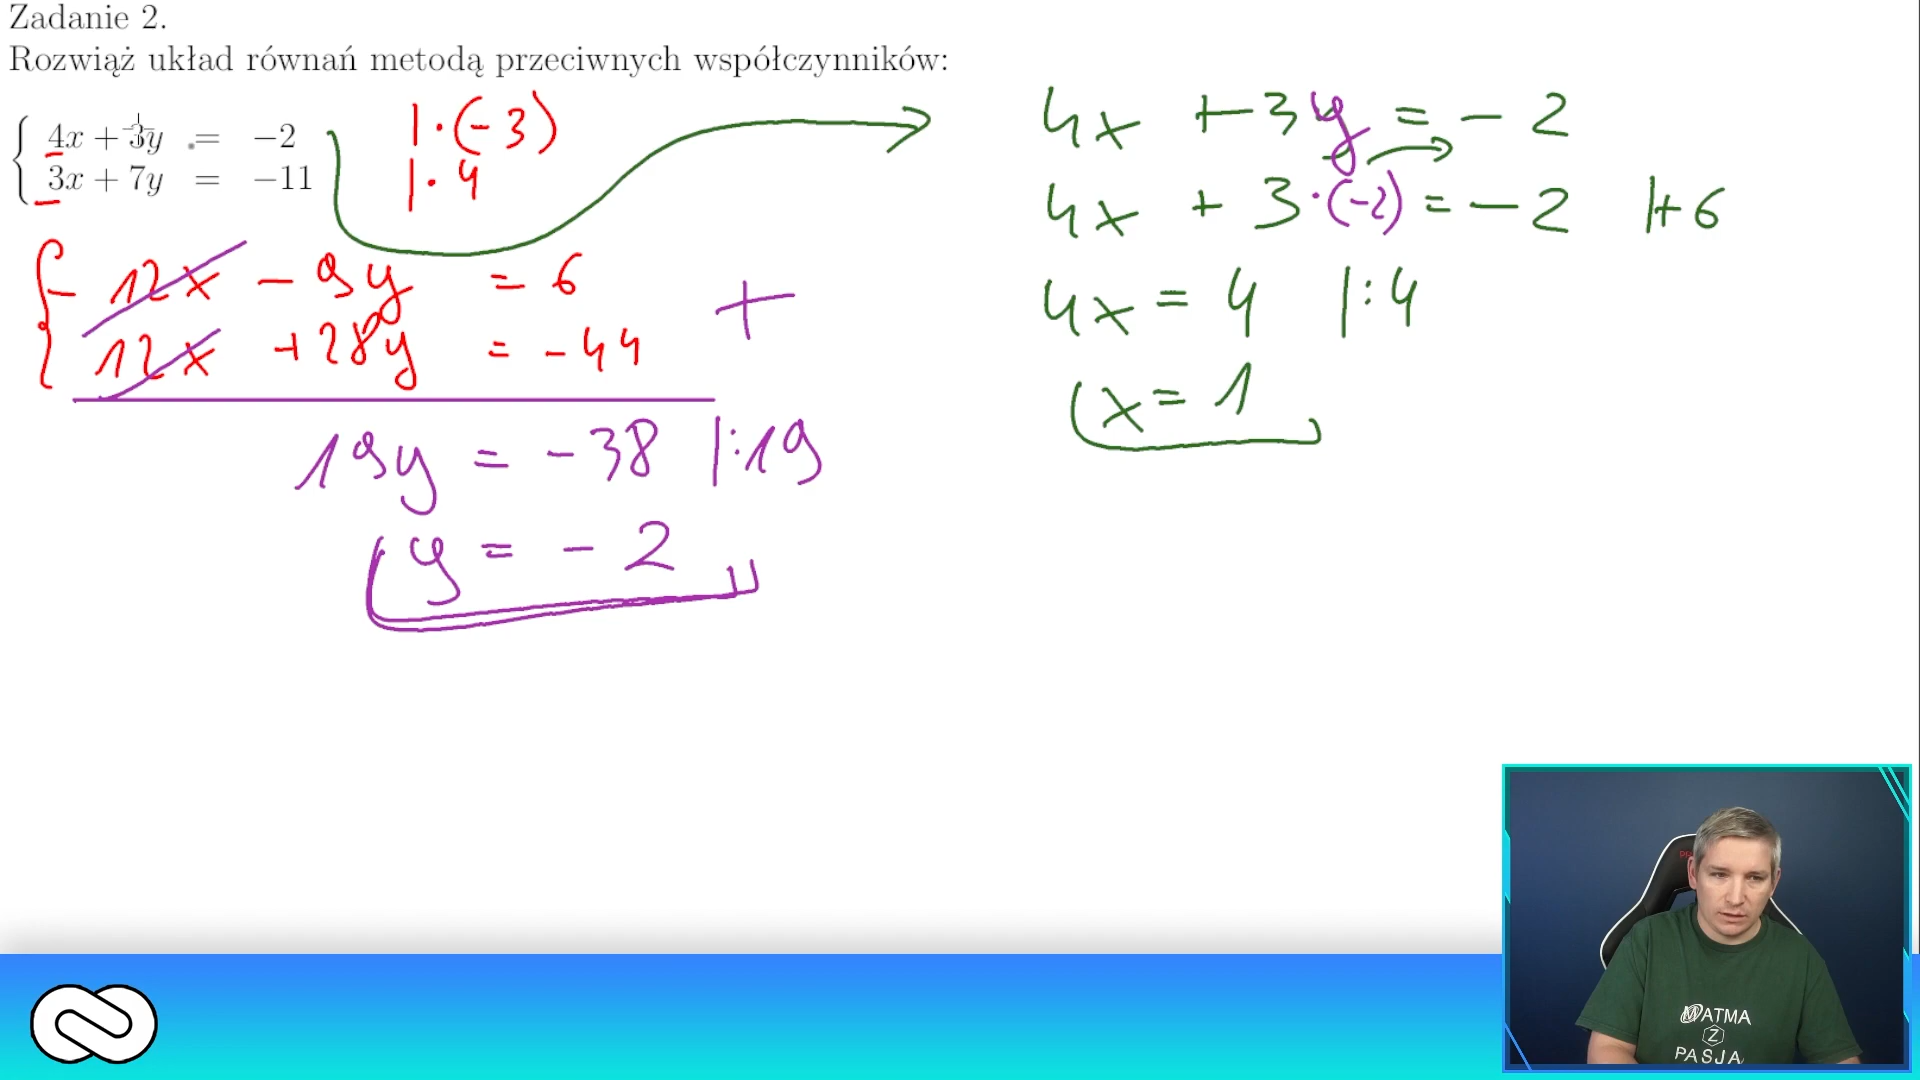 Zadanie 2.
Rozwiąż układ równań metodą przeciwnych współczynników:
4x + 3y = −2 |·(−3)
3x + 7y = −11 |·4
−12x −9y = 6
12x +28y = −44
+
19y = −38 |:19
y = −2
4x +3y = −2
4x + 3·(−2) = −2 |+6
4x = 4 |:4
x = 1
MATMA
Z
PASJA